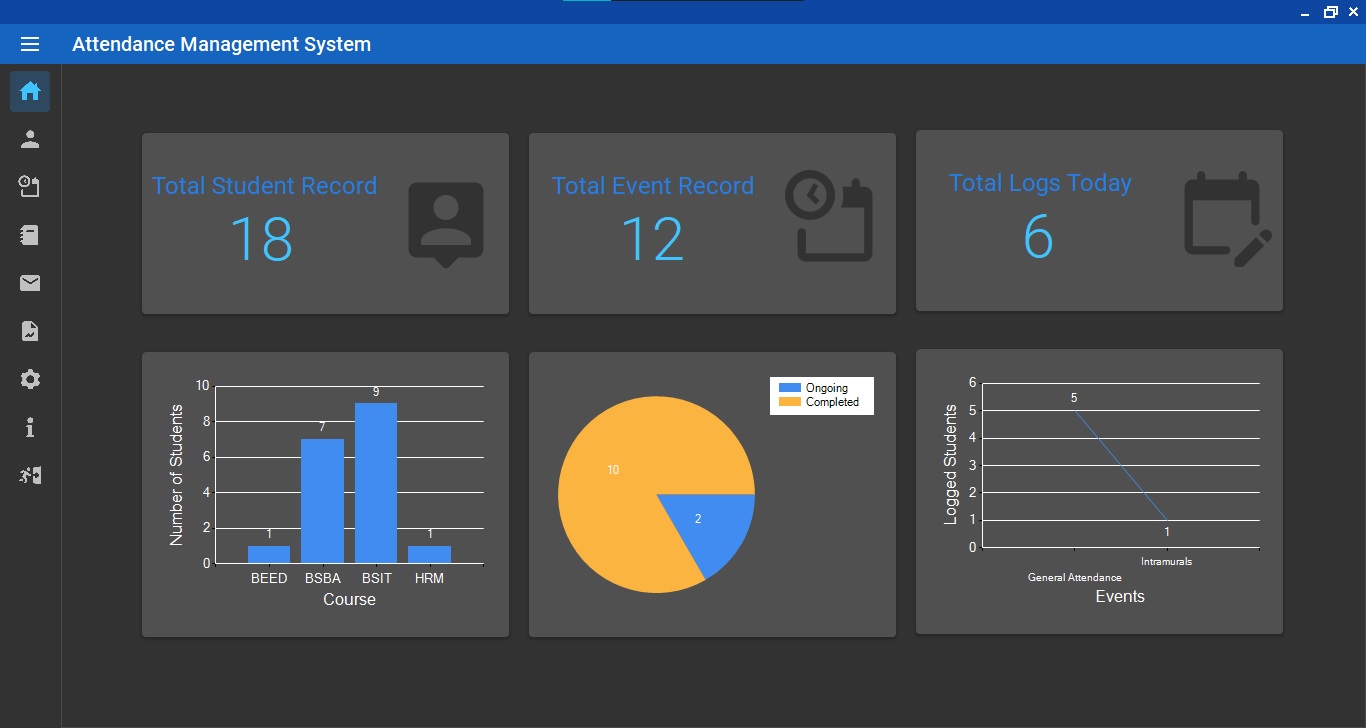 Attendance Management System
Total Student Record
18
Total Event Record
12
Total Logs Today
6
10
8
6
4
2
0
Number of Students
1
7
9
1
BEED BSBA BSIT HRM
Course
Ongoing
Completed
10
2
6
5
4
3
2
1
0
Logged Students
5
1
Intramurals
General Attendance
Events